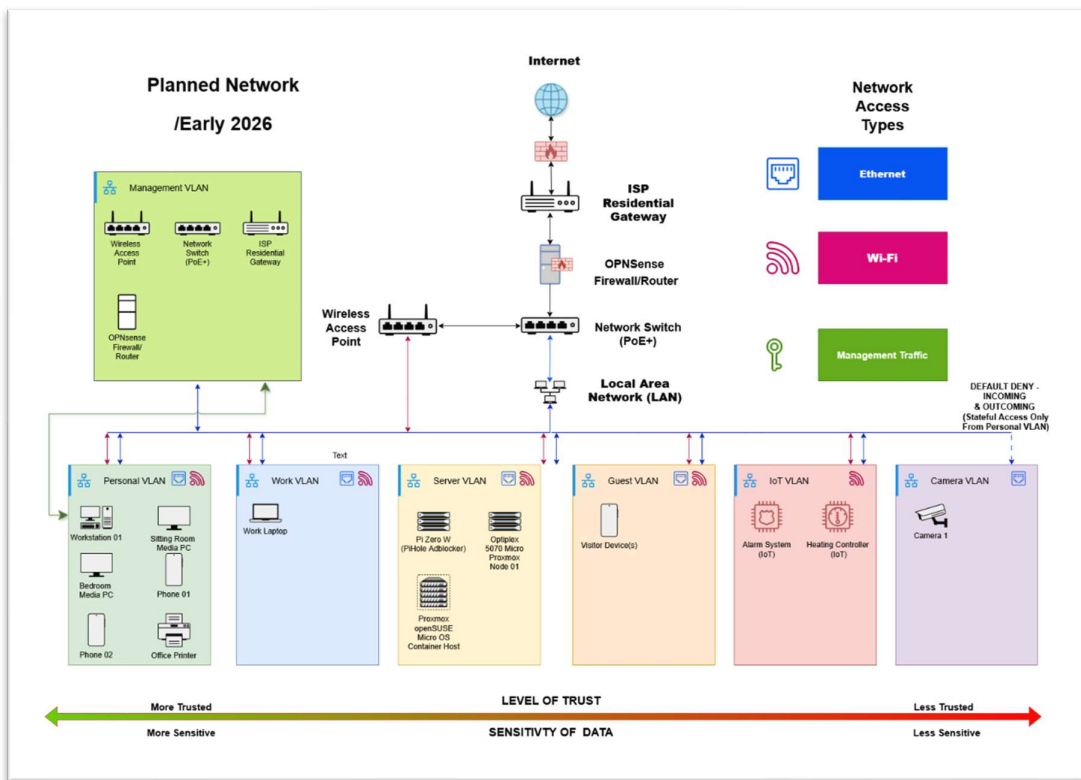 Planned Network
/Early 2026
Internet
ISP
Residential
Gateway
OPNSense
Firewall/Router
Wireless
Access
Point
Network Switch
(PoE+)
Local Area
Network (LAN)
Network
Access
Types
Ethernet
Wi-Fi
Management Traffic
Management VLAN
Wireless
Access
Point
Network
Switch
(PoE+)
ISP
Residential
Gateway
OPNsense
Firewall/
Router
DEFAULT DENY -
INCOMING
& OUTCOMING
(Stateful Access Only
From Personal VLAN)
Text
Personal VLAN
Workstation 01
Sitting Room
Media PC
Bedroom
Media PC
Phone 01
Phone 02
Office Printer
Work VLAN
Work Laptop
Server VLAN
Pi Zero W
(PiHole Adblocker)
Optiplex
5070 Micro
Proxmox
Node 01
Proxmox
openSUSE
Micro OS
Container Host
Guest VLAN
Visitor Device(s)
IoT VLAN
Alarm System
(IoT)
Heating Controller
(IoT)
Camera VLAN
Camera 1
LEVEL OF TRUST
More Trusted
Less Trusted
More Sensitive
SENSITIVTY OF DATA
Less Sensitive